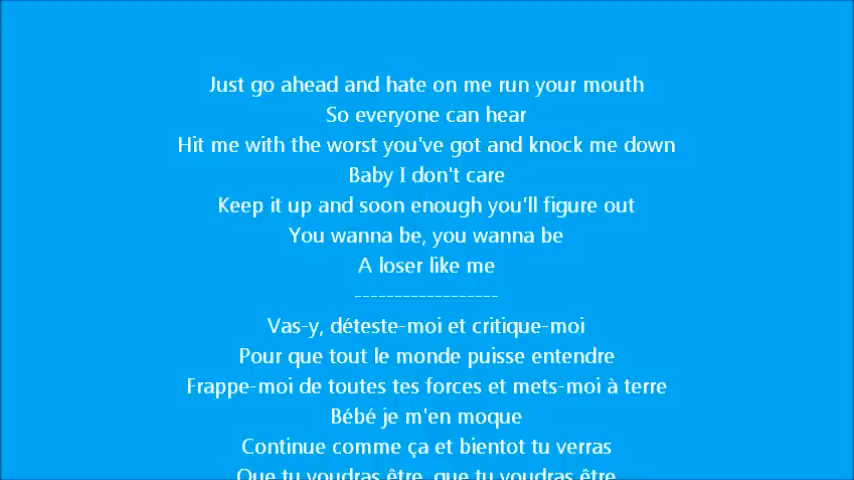 Just go ahead and hate on me run your mouth
So everyone can hear
Hit me with the worst you've got and knock me down
Baby I don't care
Keep it up and soon enough you'll figure out
You wanna be, you wanna be
A loser like me
------------------
Vas-y, déteste-moi et critique-moi
Pour que tout le monde puisse entendre
Frappe-moi de toutes tes forces et mets-moi à terre
Bébé je m'en moque
Continue comme ça et bientot tu verras
Que tu voudras être, que tu voudras être